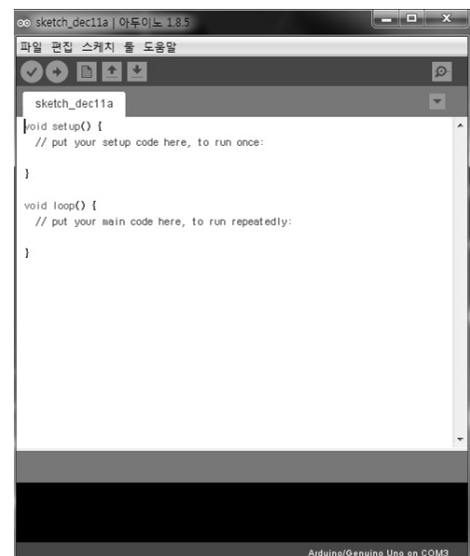 sketch_dec11a | 아두이노 1.8.5
파일 편집 스케치 툴 도움말
sketch_dec11a
void setup() {
// put your setup code here, to run once:
}
void loop() {
// put your main code here, to run repeatedly:
}
Arduino/Genuino Uno on COM3